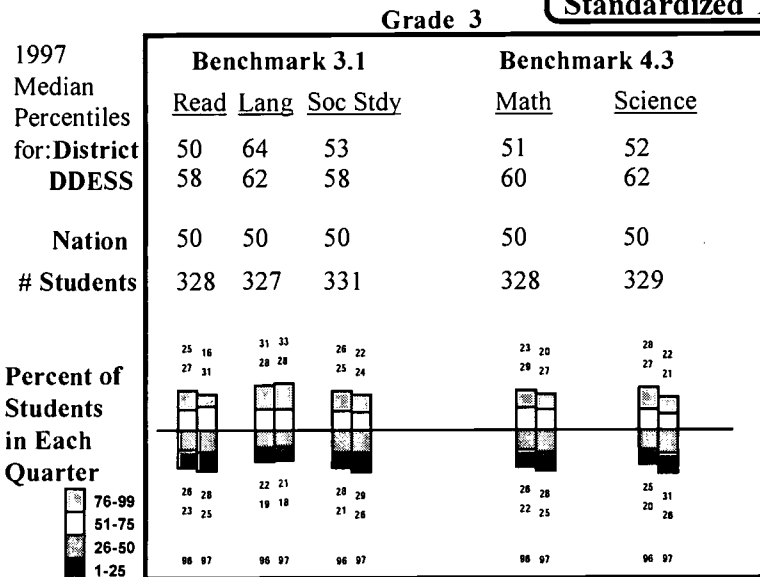 Grade 3
Standardized
1997
Median
Percentiles
for:District
DDESS
Nation
# Students
Benchmark 3.1 Benchmark 4.3
Read Lang Soc Stdy Math Science
50 64 53 51 52
58 62 58 60 62
50 50 50 50 50
328 327 331 328 329
Percent of
Students
in Each
Quarter
25 16 31 33 26 22 23 20 28 22
27 31 28 28 25 24 29 27 27 21
26 28 22 21 28 29 26 28 25 31
23 25 19 18 21 26 22 25 20 26
96 97 96 97 96 97 96 97 96 97
76-99
51-75
26-50
1-25